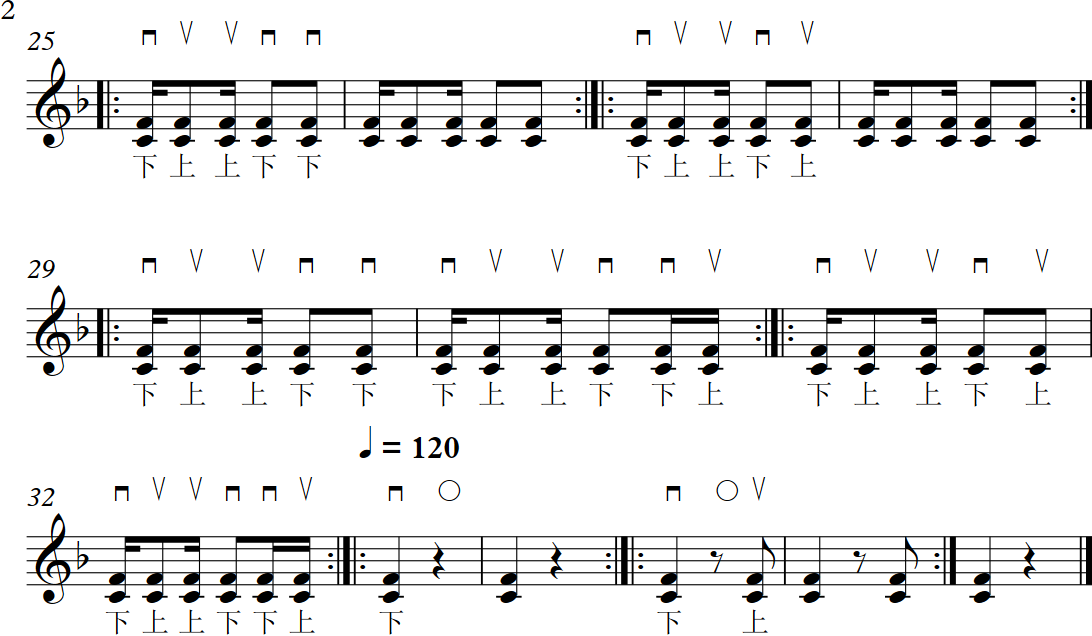 2
25
下 上 上 下 下 下 上 上 下 上
29
下 上 上 下 下 下 上 上 下 下 上 下 上 上 下 上
= 120
32
下 上 上 下 下 上 下 下 上